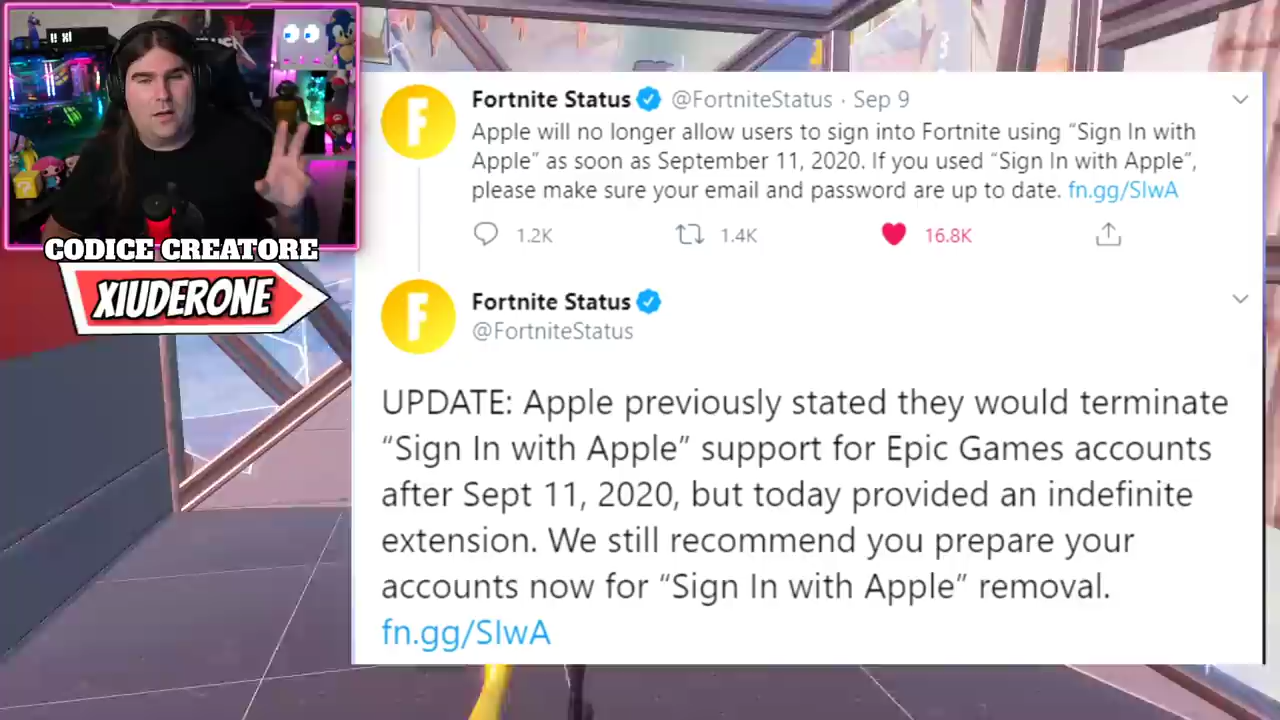 Fortnite Status @FortniteStatus · Sep 9
Apple will no longer allow users to sign into Fortnite using “Sign In with
Apple” as soon as September 11, 2020. If you used “Sign In with Apple”,
please make sure your email and password are up to date. fn.gg/SIwA
1.2K 1.4K 16.8K
CODICE CREATORE
XIUDERONE
Fortnite Status
@FortniteStatus
UPDATE: Apple previously stated they would terminate
“Sign In with Apple” support for Epic Games accounts
after Sept 11, 2020, but today provided an indefinite
extension. We still recommend you prepare your
accounts now for “Sign In with Apple” removal.
fn.gg/SIwA